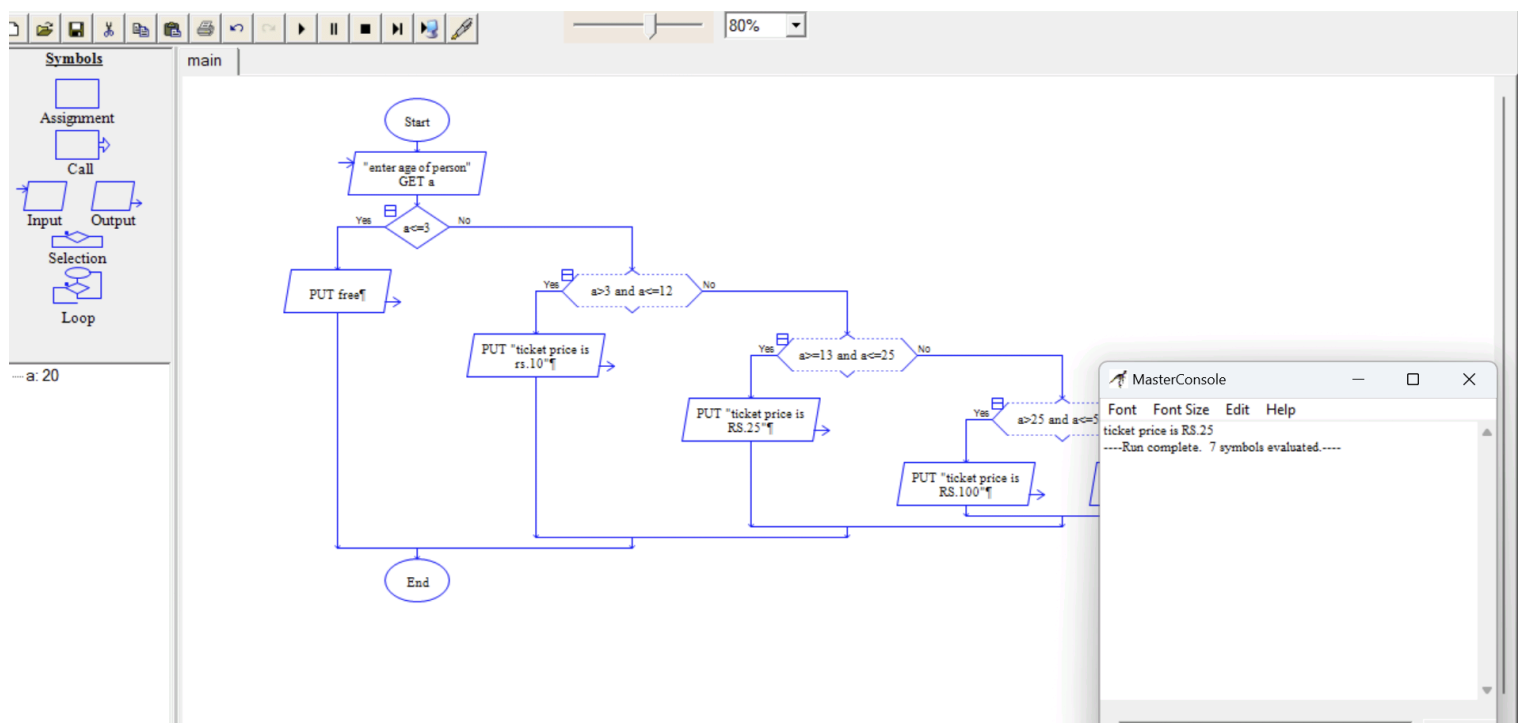 80%
Symbols
main
Assignment
Call
Input Output
Selection
Loop
a: 20
Start
"enter age of person"
GET a
Yes
a<=3
No
PUT free¶
Yes
a>3 and a<=12
No
PUT "ticket price is
rs.10"¶
Yes
a>=13 and a<=25
No
PUT "ticket price is
RS.25"¶
Yes
a>25 and a<=5
PUT "ticket price is
RS.100"¶
End
MasterConsole
Font Font Size Edit Help
ticket price is RS.25
----Run complete. 7 symbols evaluated.----